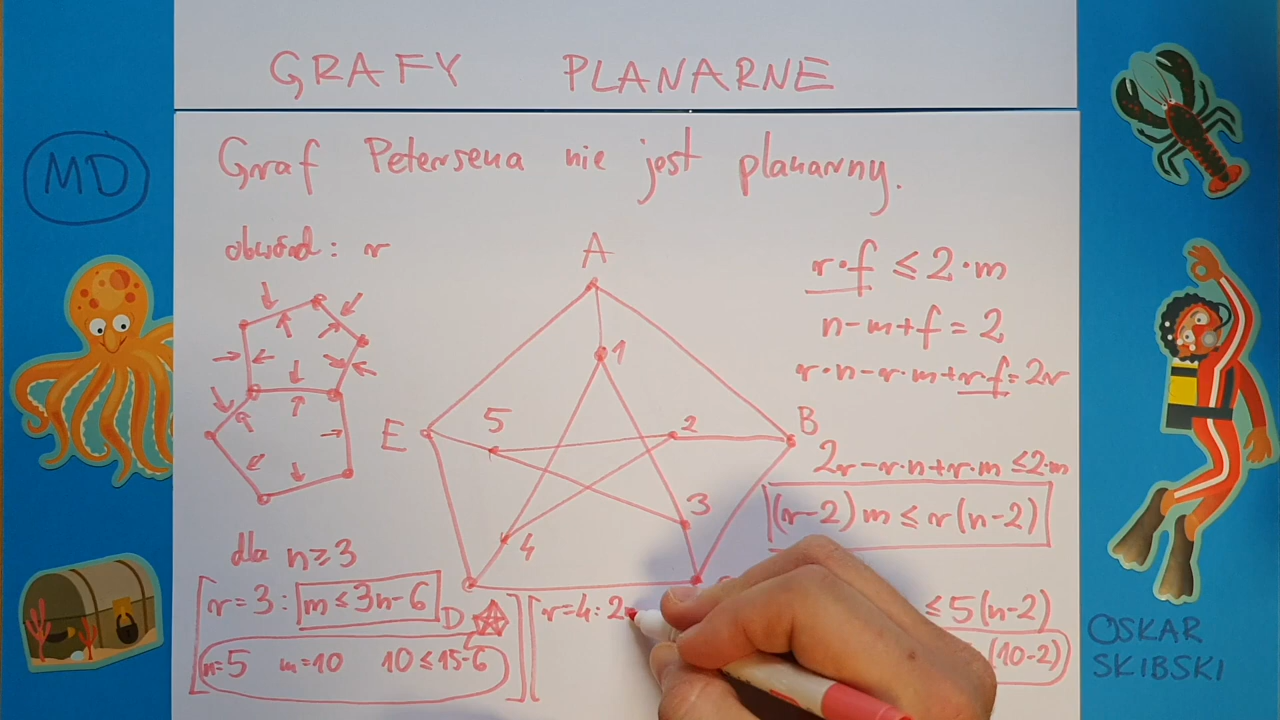 GRAFY PLANARNE
MD
Graf Petersena nie jest planarny.
obwód: r
A
1
E
5
2
B
3
4
D
r·f ≤ 2·m
n-m+f = 2
r·n-r·m+r·f=2r
2r-r·n+r·m ≤2·m
(r-2)m ≤ r(n-2)
dla n≥3
r=3: m≤3n-6
n=5 m=10 10≤15-6
r=4: 2
≤5(n-2)
(10-2)
OSKAR
SKIBSKI